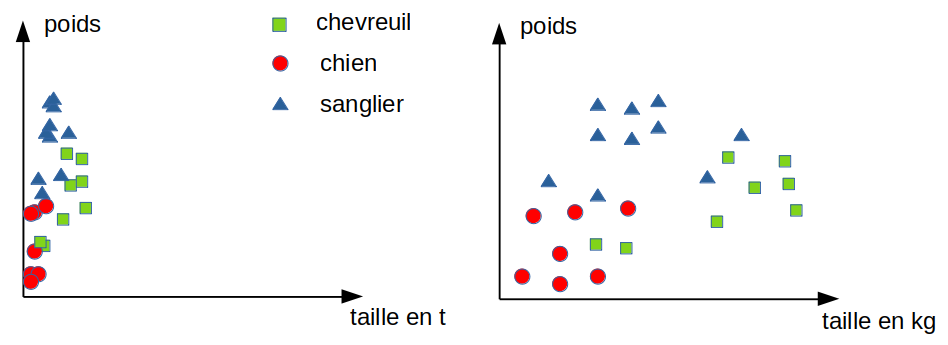 poids
chevreuil
chien
sanglier
taille en t
poids
taille en kg